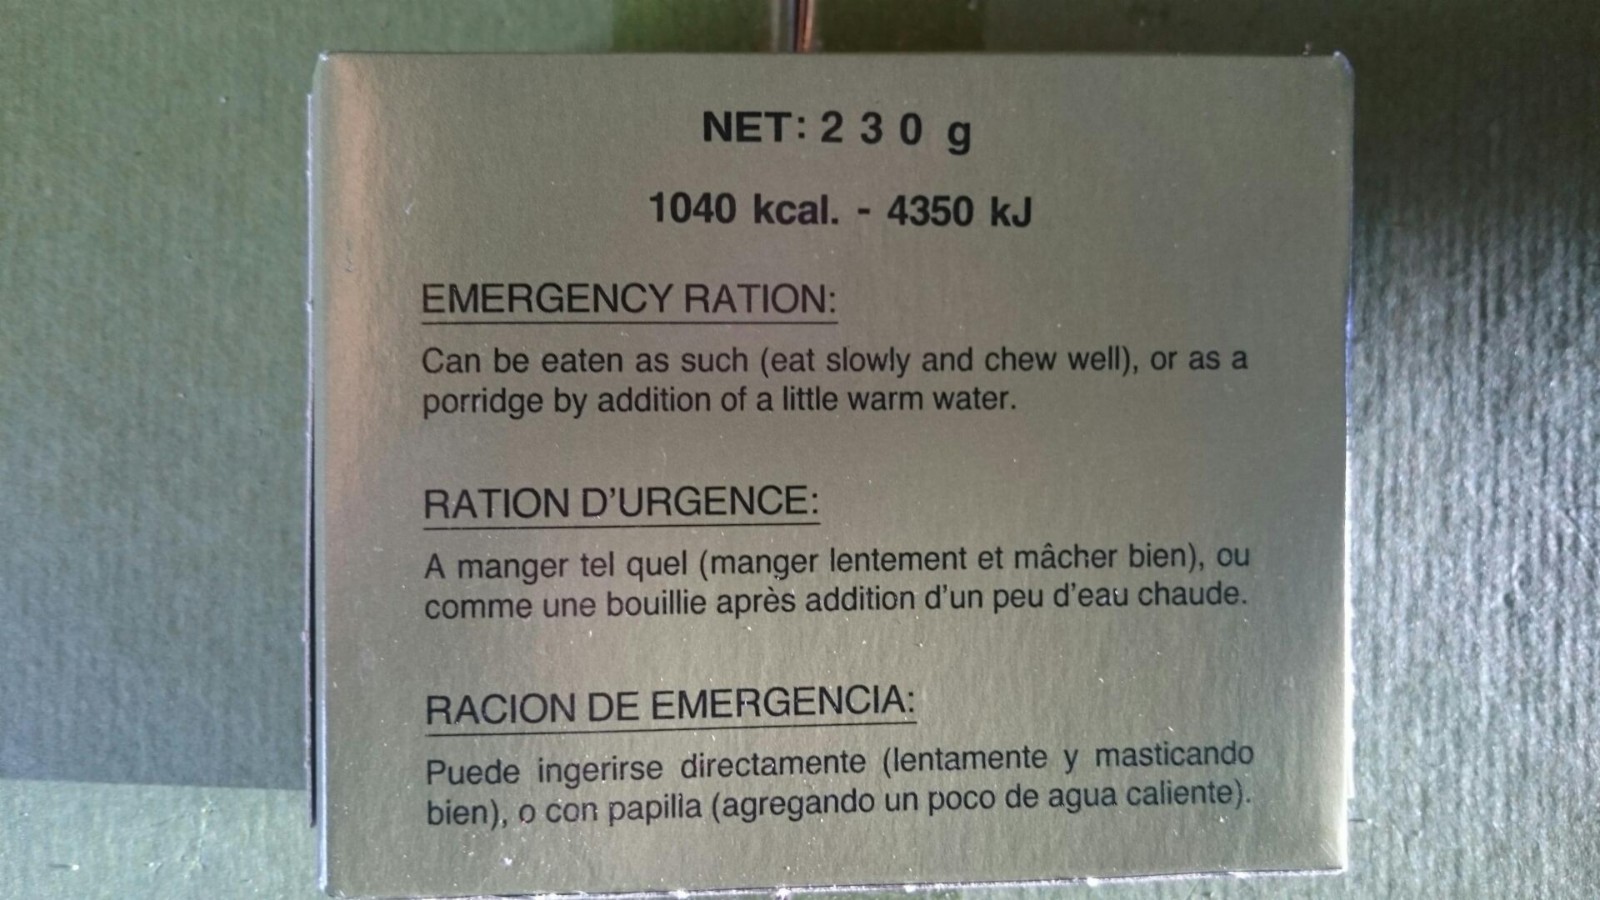 NET: 2 3 0 g
1040 kcal. - 4350 kJ
EMERGENCY RATION:
Can be eaten as such (eat slowly and chew well), or as a
porridge by addition of a little warm water.
RATION D'URGENCE:
A manger tel quel (manger lentement et mâcher bien), ou
comme une bouillie après addition d'un peu d'eau chaude.
RACION DE EMERGENCIA:
Puede ingerirse directamente (lentamente y masticando
bien), o con papilla (agregando un poco de agua caliente).